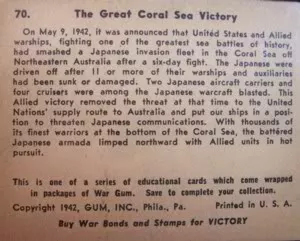 70. The Great Coral Sea Victory
On May 9, 1942, it was announced that United States and Allied
warships, fighting one of the greatest sea battles of history,
had smashed a Japanese invasion fleet in the Coral Sea off
Northeastern Australia after a six-day fight. The Japanese were
driven off after 11 or more of their warships and auxiliaries
had been sunk or damaged. Two Japanese aircraft carriers and
four cruisers were among the Japanese warcraft blasted. This
Allied victory removed the threat at that time to the United
Nations' supply route to Australia and put our ships in a posi-
tion to threaten Japanese communications. With thousands of
its finest warriors at the bottom of the Coral Sea, the battered
Japanese armada limped northward with Allied units in hot
pursuit.
This is one of a series of educational cards which come wrapped
in packages of War Gum. Save to complete your collection.
Copyright 1942, GUM, INC., Phila., Pa. Printed in U. S. A.
Buy War Bonds and Stamps for VICTORY